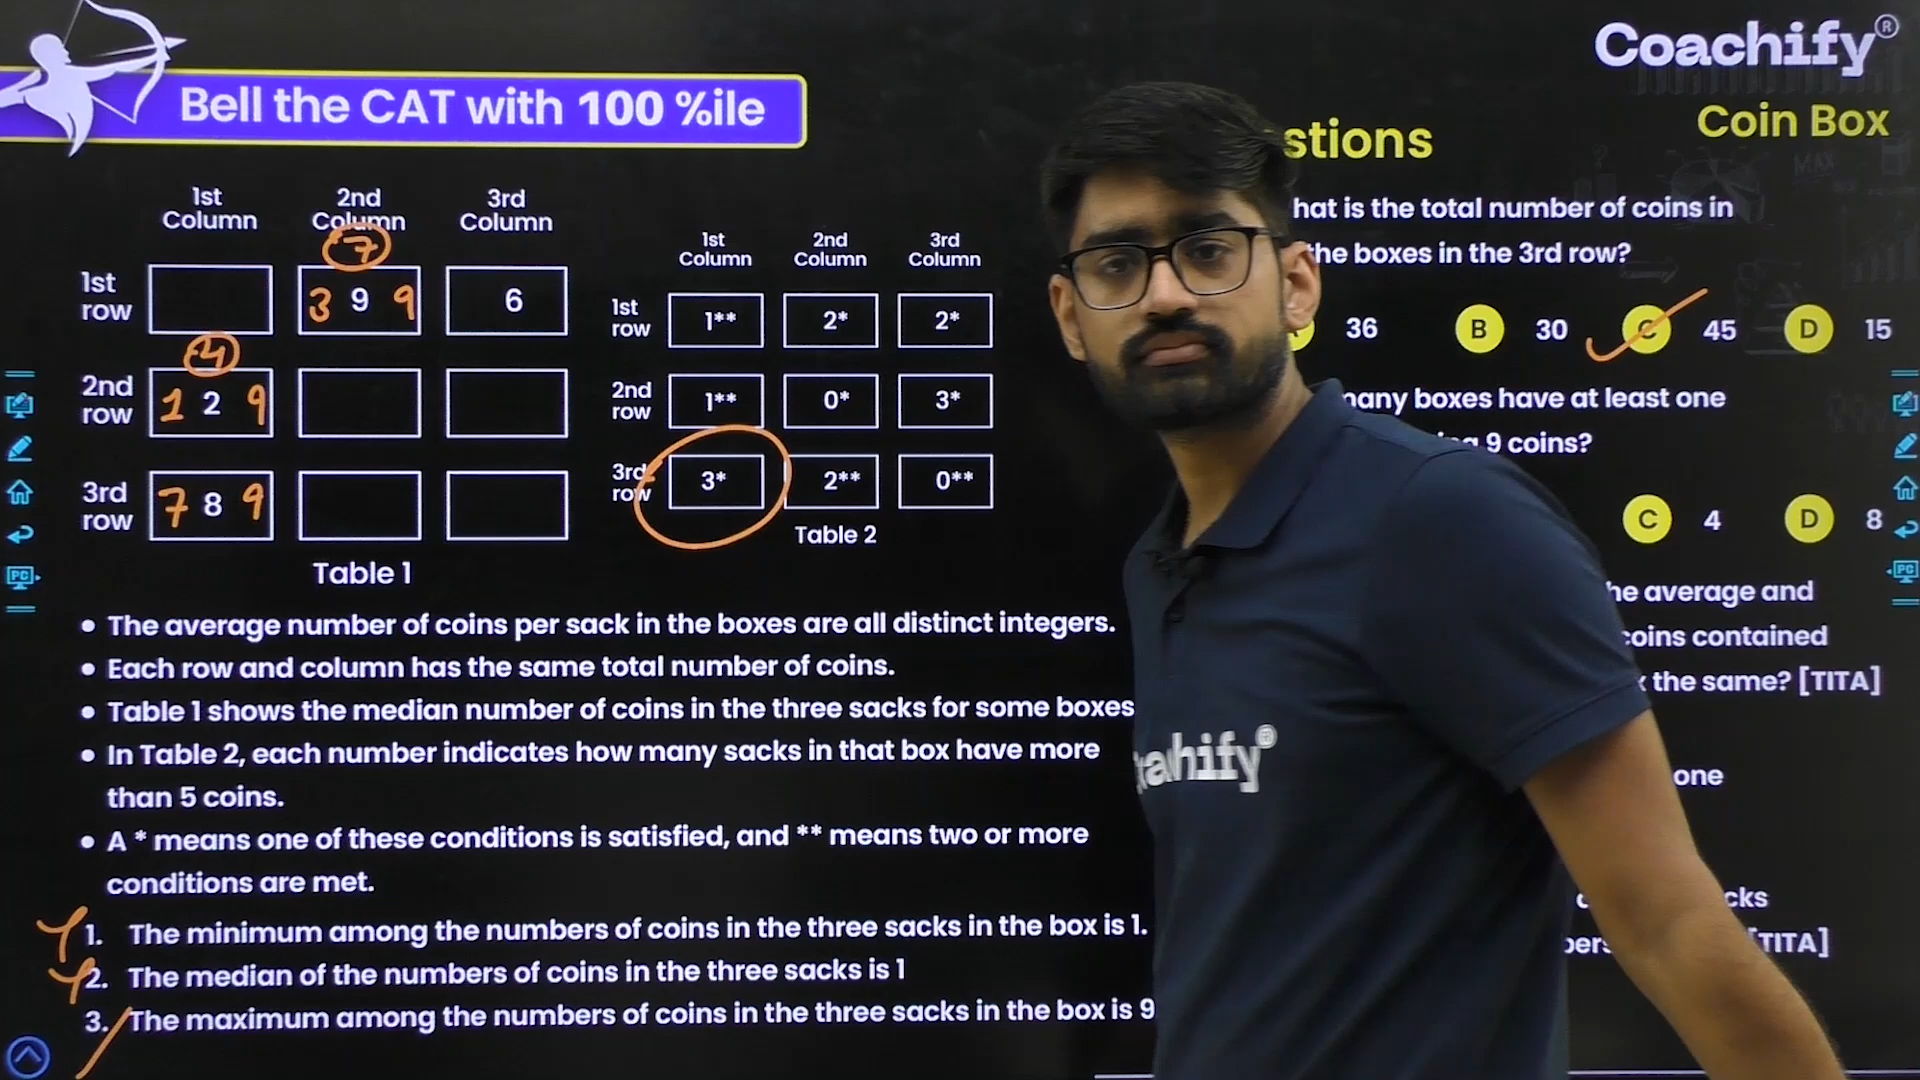 Coachify®
Bell the CAT with 100 %ile
Coin Box
stions
1st Column
2nd Column
3rd Column
7
1st row
3 9 9
6
4
2nd row
1 2 9
3rd row
7 8 9
Table 1
1st Column
2nd Column
3rd Column
1st row
1**
2*
2*
2nd row
1**
0*
3*
3rd row
3*
2**
0**
Table 2
hat is the total number of coins in
the boxes in the 3rd row?
36
B 30
C 45
D 15
many boxes have at least one
9 coins?
C 4
D 8
he average and
coins contained
the same? [TITA]
one
cks
[TITA]
• The average number of coins per sack in the boxes are all distinct integers.
• Each row and column has the same total number of coins.
• Table 1 shows the median number of coins in the three sacks for some boxes
• In Table 2, each number indicates how many sacks in that box have more
than 5 coins.
• A * means one of these conditions is satisfied, and ** means two or more
conditions are met.
1. The minimum among the numbers of coins in the three sacks in the box is 1.
2. The median of the numbers of coins in the three sacks is 1
3. The maximum among the numbers of coins in the three sacks in the box is 9
achify®
PC
PC
MAX